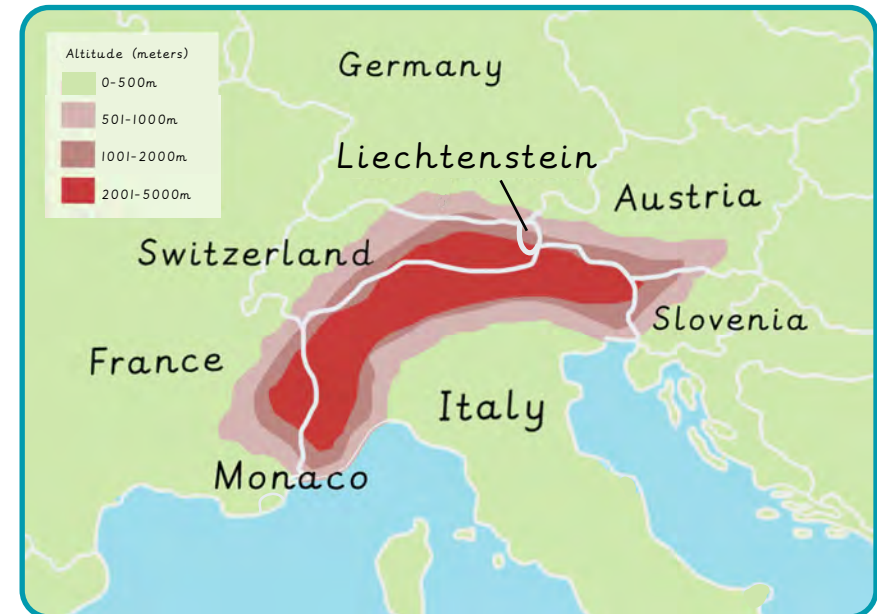 Altitude (meters)
0-500m
501-1000m
1001-2000m
2001-5000m
Germany
Liechtenstein
Austria
Switzerland
Slovenia
France
Italy
Monaco